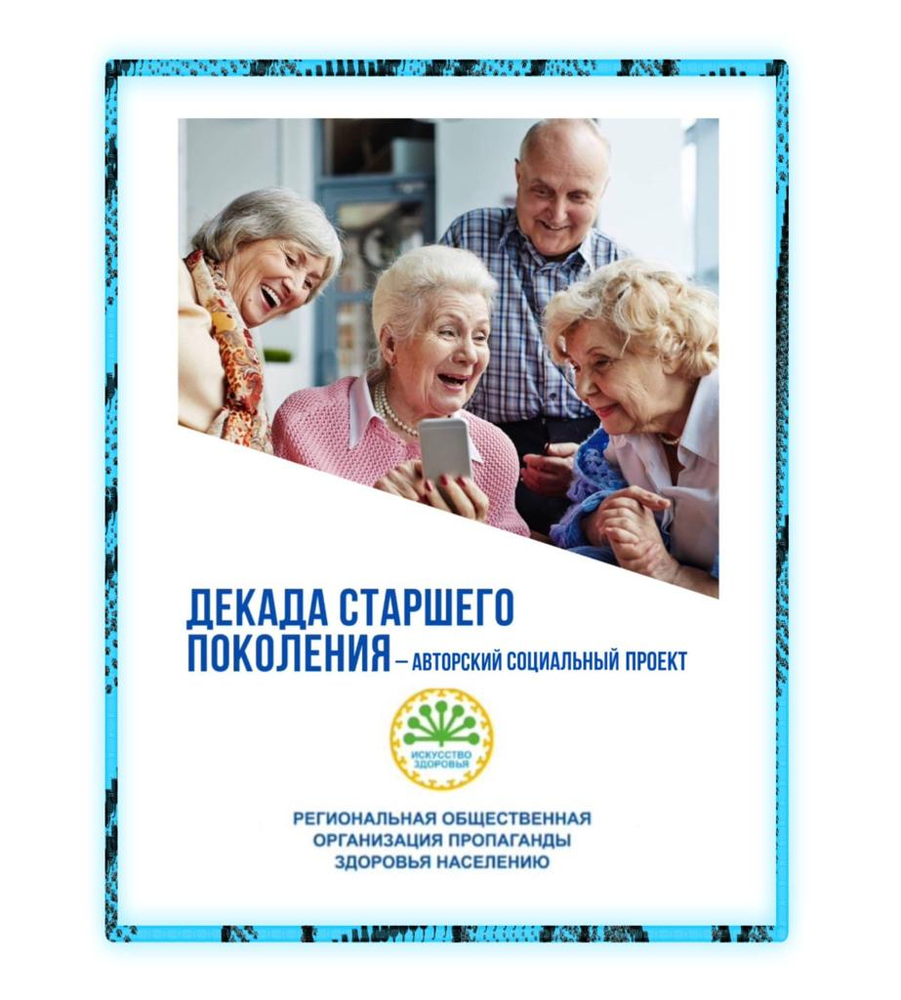 ДЕКАДА СТАРШЕГО
ПОКОЛЕНИЯ – АВТОРСКИЙ СОЦИАЛЬНЫЙ ПРОЕКТ
ИСКУССТВО
ЗДОРОВЬЯ
РЕГИОНАЛЬНАЯ ОБЩЕСТВЕННАЯ
ОРГАНИЗАЦИЯ ПРОПАГАНДЫ
ЗДОРОВЬЯ НАСЕЛЕНИЮ